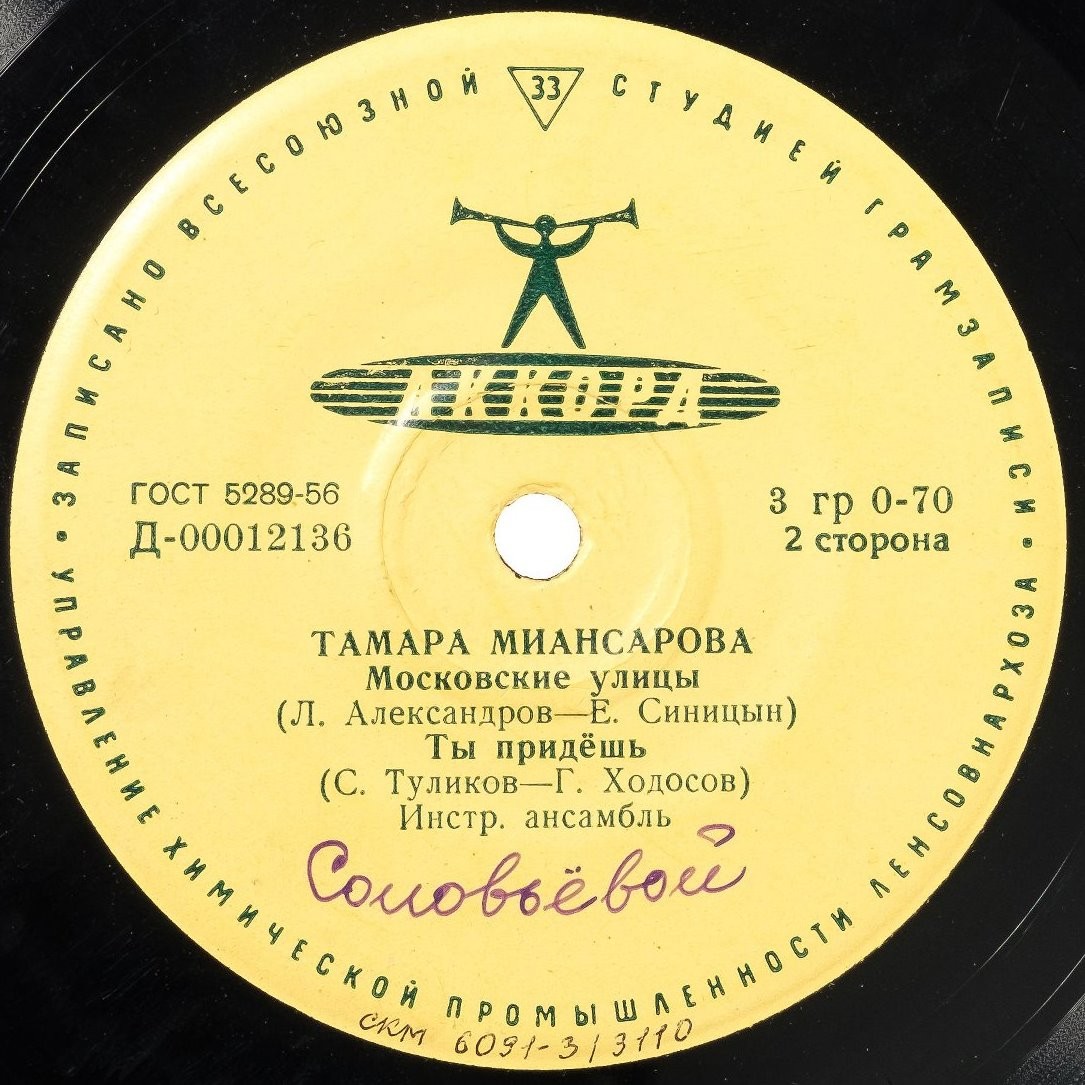 ЗАПИСАНО ВСЕСОЮЗНОЙ 33 СТУДИЕЙ ГРАМЗАПИСИ
АККОРД
ГОСТ 5289-56
Д-00012136
3 гр 0-70
2 сторона
ТАМАРА МИАНСАРОВА
Московские улицы
(Л. Александров—Е. Синицын)
Ты придёшь
(С. Туликов—Г. Ходосов)
Инстр. ансамбль
Соловьёвой
• УПРАВЛЕНИЕ ХИМИЧЕСКОЙ ПРОМЫШЛЕННОСТИ ЛЕНСОВНАРХОЗА •
СКМ 6091-3/3110